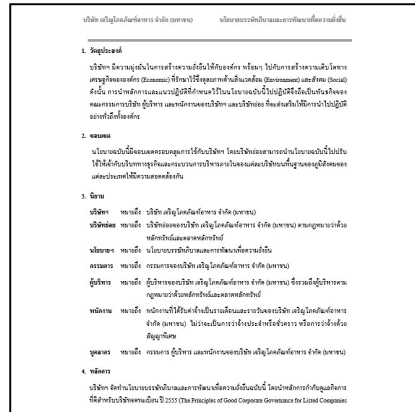 บริษัท เจริญโภคภัณฑ์อาหาร จำกัด (มหาชน) นโยบายบรรษัทภิบาลและการพัฒนาเพื่อความยั่งยืน
1. วัตถุประสงค์
บริษัทฯ มีความมุ่งมั่นในการสร้างความยั่งยืนให้กับองค์กร พร้อมๆ ไปกับการสร้างความเติบโตทาง
เศรษฐกิจขององค์กร (Economic) ที่รักษาไว้ซึ่งดุลยภาพด้านสิ่งแวดล้อม (Environment) และสังคม (Social)
ดังนั้น การนำหลักการและแนวปฏิบัติที่กำหนดไว้ในนโยบายฉบับนี้ไปปฏิบัติจึงถือเป็นพันธกิจของ
คณะกรรมการบริษัท ผู้บริหาร และพนักงานของบริษัทฯ และบริษัทย่อย ที่จะส่งเสริมให้มีการนำไปปฏิบัติ
อย่างทั่วถึงทั้งองค์กร
2. ขอบเขต
นโยบายฉบับนี้มีขอบเขตครอบคลุมการใช้กับบริษัทฯ โดยบริษัทย่อยสามารถนำนโยบายฉบับนี้ไปปรับ
ใช้ให้เข้ากับบริบททางธุรกิจและกระบวนการบริหารภายในของแต่ละบริษัทบนพื้นฐานของภูมิสังคมของ
แต่ละประเทศให้มีความสอดคล้องกัน
3. นิยาม
บริษัทฯ หมายถึง บริษัท เจริญโภคภัณฑ์อาหาร จำกัด (มหาชน)
บริษัทย่อย หมายถึง บริษัทย่อยของบริษัท เจริญโภคภัณฑ์อาหาร จำกัด (มหาชน) ตามกฎหมายว่าด้วย
หลักทรัพย์และตลาดหลักทรัพย์
นโยบายฯ หมายถึง นโยบายบรรษัทภิบาลและการพัฒนาเพื่อความยั่งยืน
กรรมการ หมายถึง กรรมการของบริษัท เจริญโภคภัณฑ์อาหาร จำกัด (มหาชน)
ผู้บริหาร หมายถึง ผู้บริหารของบริษัท เจริญโภคภัณฑ์อาหาร จำกัด (มหาชน) ซึ่งรวมถึงผู้บริหารตาม
กฎหมายว่าด้วยหลักทรัพย์และตลาดหลักทรัพย์
พนักงาน หมายถึง พนักงานที่ได้รับค่าจ้างเป็นรายเดือนและรายวันของบริษัท เจริญโภคภัณฑ์อาหาร
จำกัด (มหาชน) ไม่ว่าจะเป็นการว่าจ้างประจำหรือชั่วคราว หรือการว่าจ้างด้วย
สัญญาพิเศษ
บุคลากร หมายถึง กรรมการ ผู้บริหาร และพนักงานของบริษัท เจริญโภคภัณฑ์อาหาร จำกัด (มหาชน)
4. หลักการ
บริษัทฯ จัดทำนโยบายบรรษัทภิบาลและการพัฒนาเพื่อความยั่งยืนฉบับนี้ โดยนำหลักการกำกับดูแลกิจการ
ที่ดีสำหรับบริษัทจดทะเบียน ปี 2555 (The Principles of Good Corporate Governance for Listed Companies